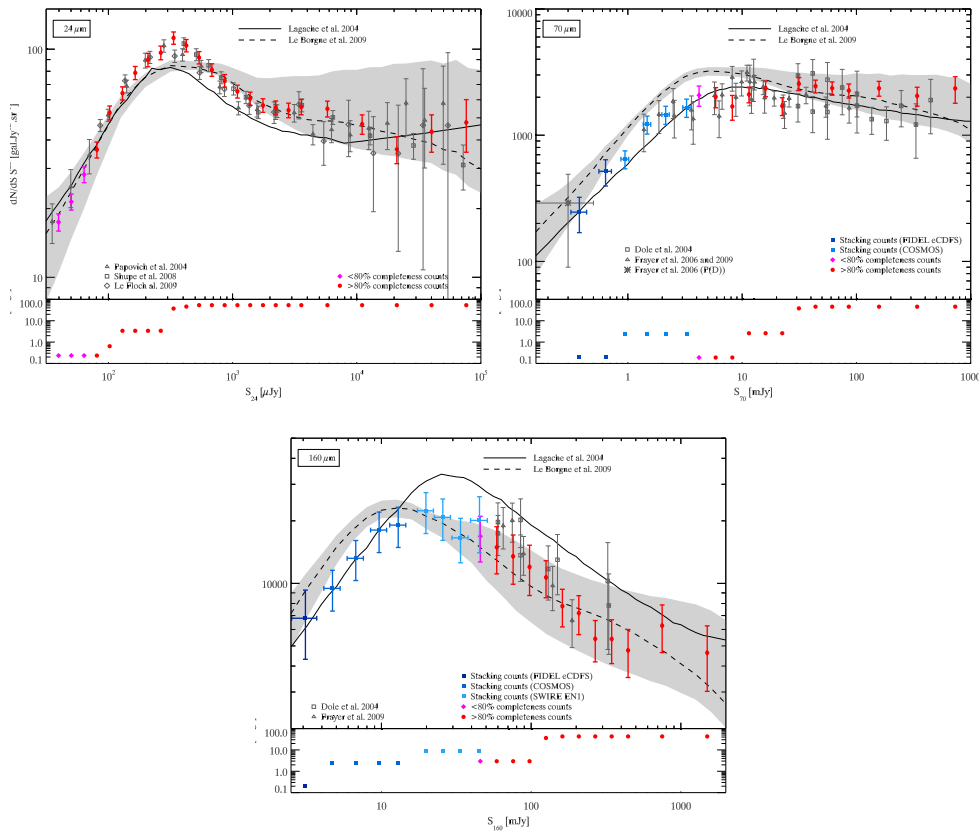 24 μm
Lagache et al. 2004
Le Borgne et al. 2009
100
10
dN/dS S [gal.Jy .sr
Papovich et al. 2004
Shupe et al. 2008
Le Floch 2009
<80% completeness counts
>80% completeness counts
100.0
10.0
1.0
0.1
10² 10³ 10⁴ 10⁵
S₂₄ [μJy]
70 μm
Lagache et al. 2004
Le Borgne et al. 2009
10000
1000
100
Stacking counts (FIDEL eCDFS)
Stacking counts (COSMOS)
<80% completeness counts
>80% completeness counts
Dole et al. 2004
Frayer et al. 2006 and 2009
Frayer et al. 2006 (P(D))
100.0
10.0
1.0
0.1
1 10 100 1000
S₇₀ [mJy]
160 μm
Lagache et al. 2004
Le Borgne et al. 2009
10000
Stacking counts (FIDEL eCDFS)
Stacking counts (COSMOS)
Stacking counts (SWIRE EN1)
<80% completeness counts
>80% completeness counts
Dole et al. 2004
Frayer et al. 2009
100.0
10.0
1.0
0.1
10 100 1000
S₁₆₀ [mJy]